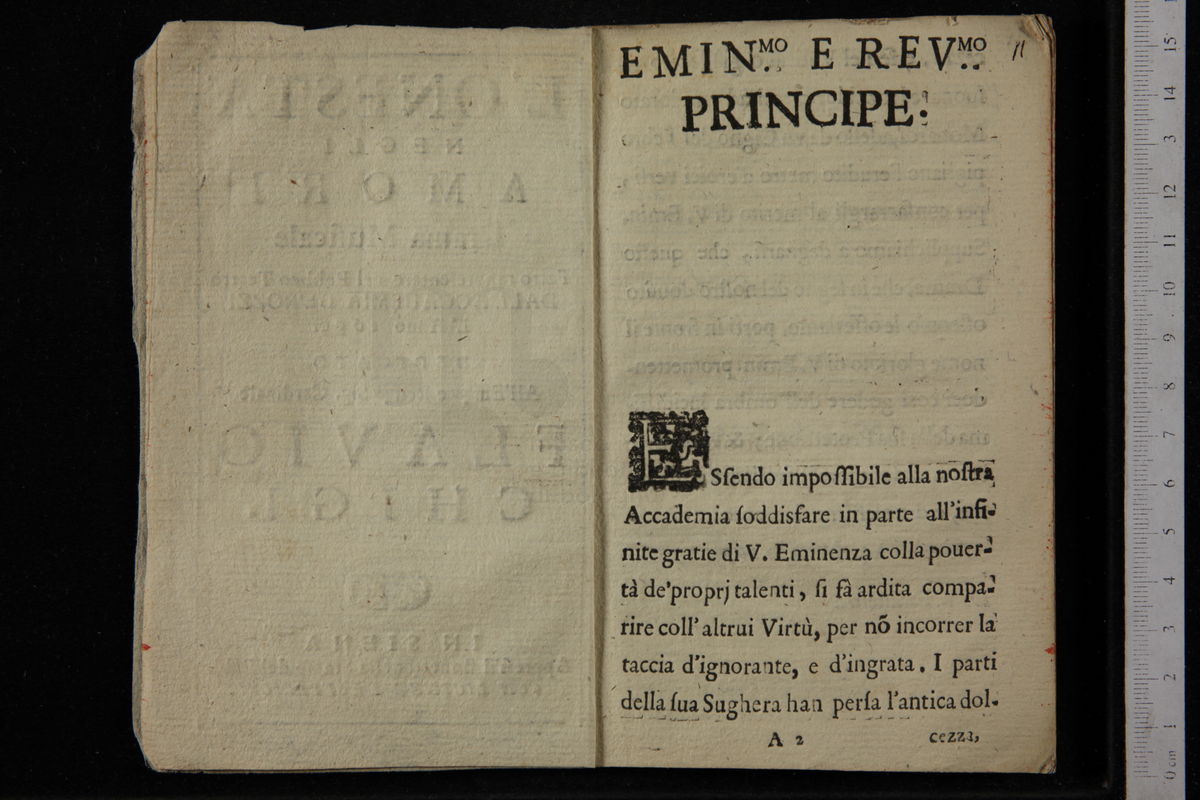 EMIN.MO E REV.MO
PRINCIPE:
11
ESſendo impoſſibile alla noſtra
Accademia ſoddisfare in parte all'infi-
nite gratie di V. Eminenza colla pouer-
tà de'proprj talenti, ſi fà ardita compa-
rire coll'altrui Virtù, per nõ incorrer la
taccia d'ignorante, e d'ingrata. I parti
della ſua Sughera han perſa l'antica dol-
A 2 cezza,